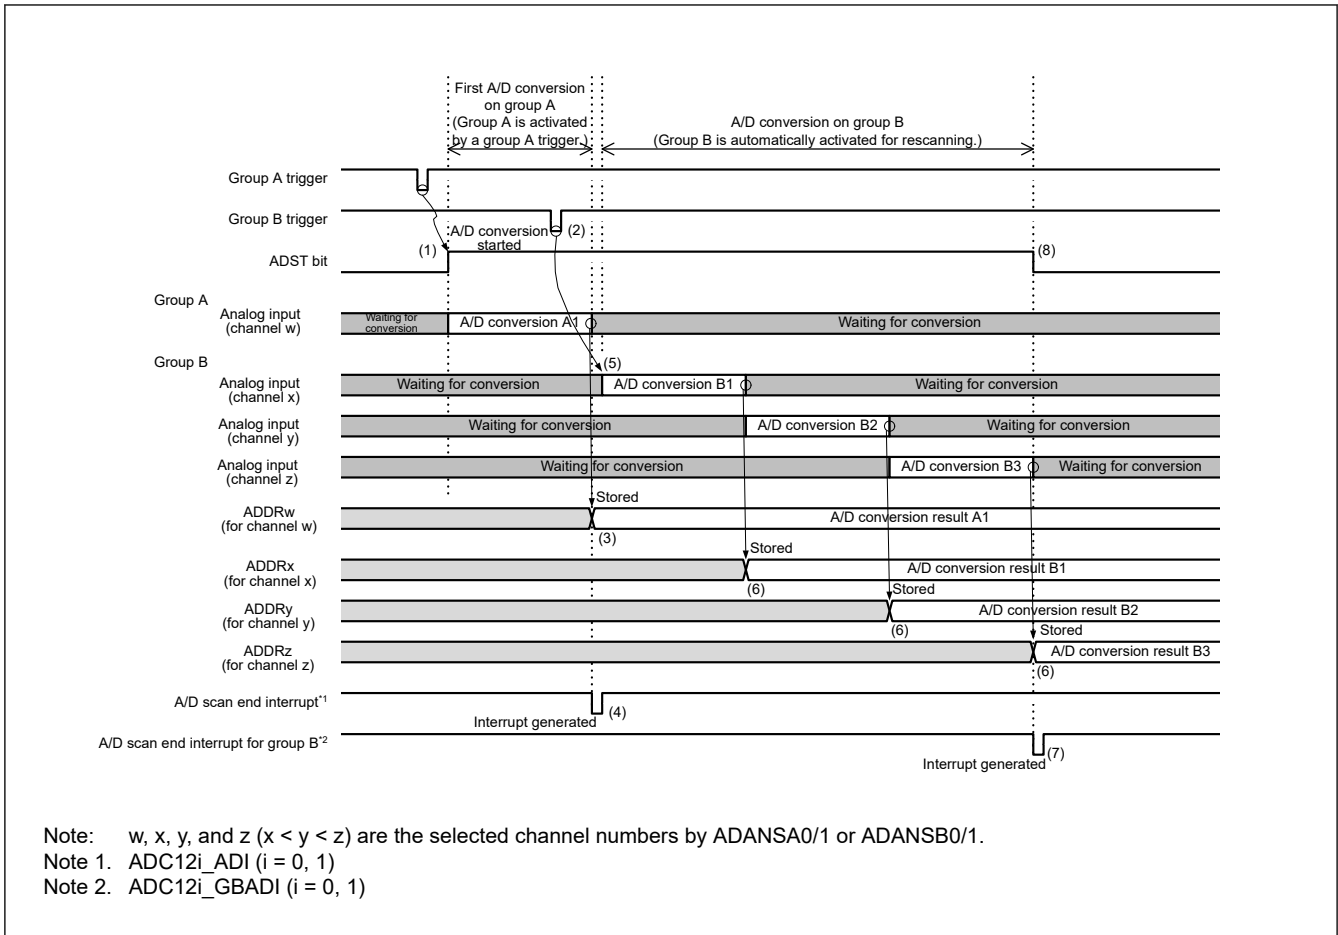 First A/D conversion
on group A
(Group A is activated
by a group A trigger.)
A/D conversion on group B
(Group B is automatically activated for rescanning.)
Group A trigger
Group B trigger
(2)
A/D conversion
started
(1)
(8)
ADST bit
Group A
Analog input
(channel w)
Waiting for
conversion
A/D conversion A1
Waiting for conversion
Group B
(5)
Analog input
(channel x)
Waiting for conversion
A/D conversion B1
Waiting for conversion
Analog input
(channel y)
Waiting for conversion
A/D conversion B2
Waiting for conversion
Analog input
(channel z)
Waiting for conversion
A/D conversion B3
Waiting for conversion
Stored
ADDRw
(for channel w)
A/D conversion result A1
(3)
Stored
ADDRx
(for channel x)
A/D conversion result B1
(6)
Stored
ADDRy
(for channel y)
A/D conversion result B2
(6)
Stored
ADDRz
(for channel z)
A/D conversion result B3
(6)
A/D scan end interrupt*1
(4)
Interrupt generated
A/D scan end interrupt for group B*2
(7)
Interrupt generated
Note: w, x, y, and z (x < y < z) are the selected channel numbers by ADANSA0/1 or ADANSB0/1.
Note 1. ADC12i_ADI (i = 0, 1)
Note 2. ADC12i_GBADI (i = 0, 1)